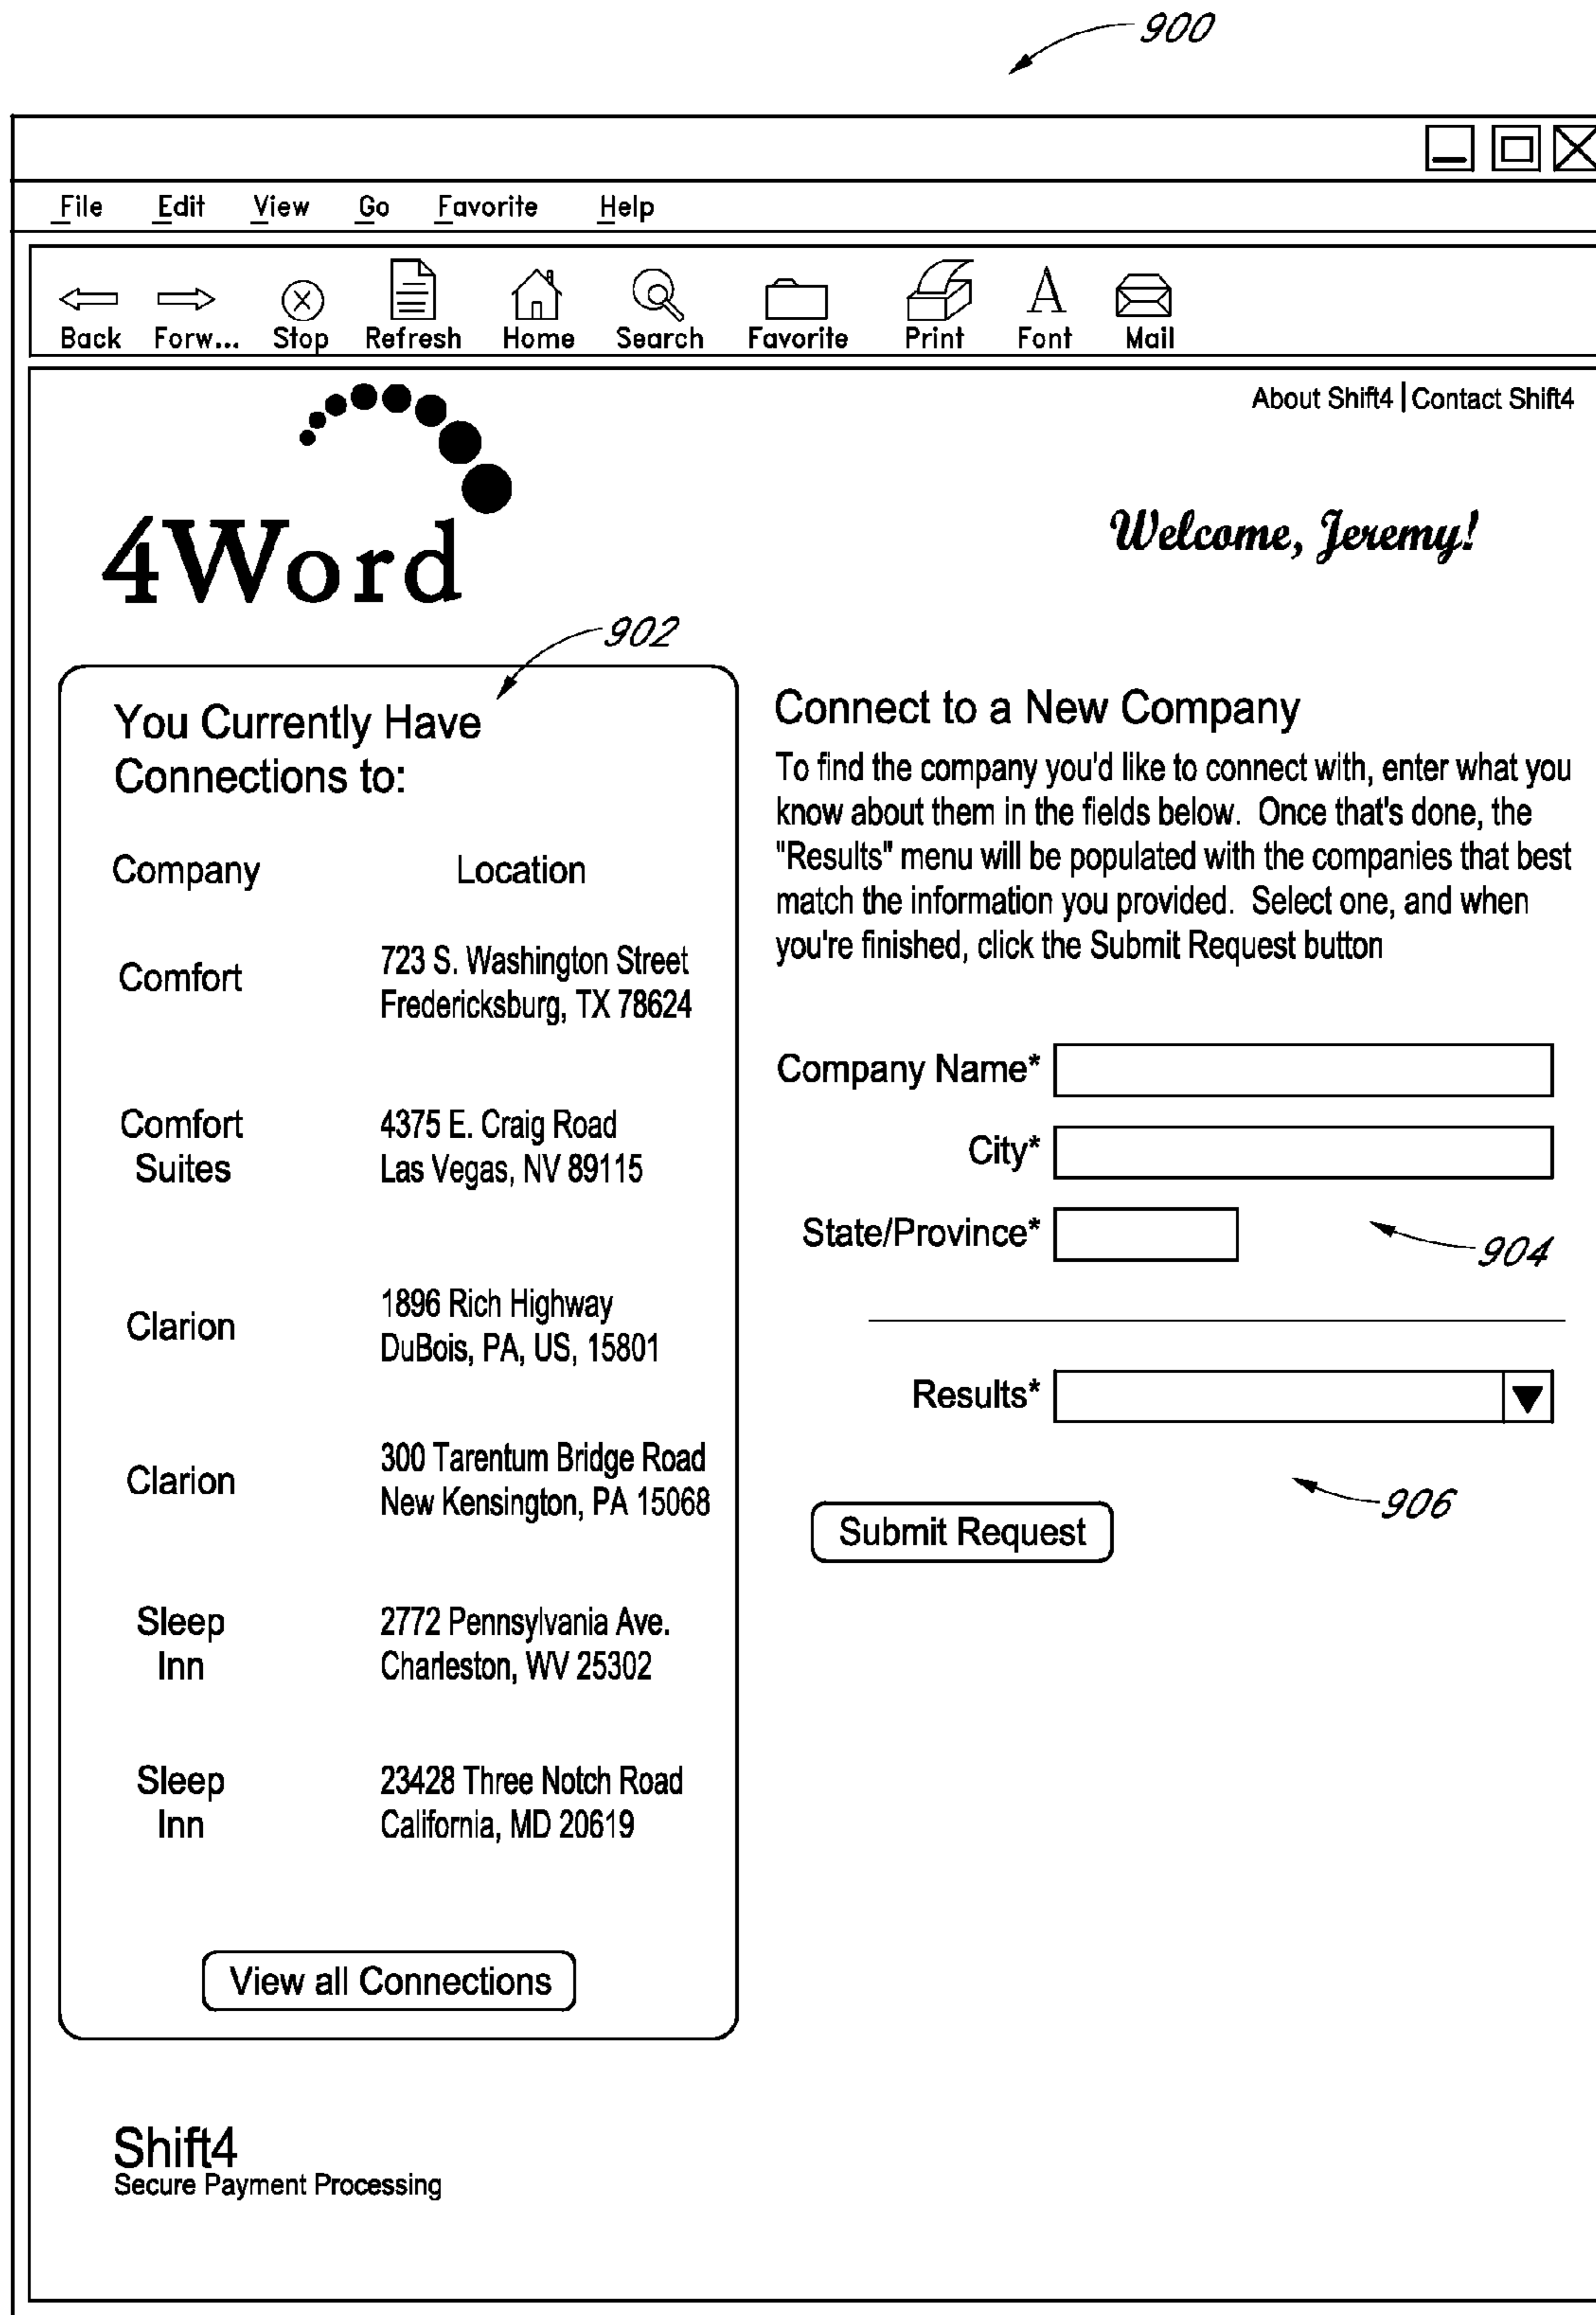 900
File Edit View Go Favorite Help
Back Forw... Stop Refresh Home Search Favorite Print Font Mail
About Shift4 | Contact Shift4
4Word
Welcome, Jeremy!
902
You Currently Have
Connections to:
Company Location
Comfort
723 S. Washington Street
Fredericksburg, TX 78624
Comfort
Suites
4375 E. Craig Road
Las Vegas, NV 89115
Clarion
1896 Rich Highway
DuBois, PA, US, 15801
Clarion
300 Tarentum Bridge Road
New Kensington, PA 15068
Sleep
Inn
2772 Pennsylvania Ave.
Charleston, WV 25302
Sleep
Inn
23428 Three Notch Road
California, MD 20619
View all Connections
Connect to a New Company
To find the company you'd like to connect with, enter what you
know about them in the fields below. Once that's done, the
"Results" menu will be populated with the companies that best
match the information you provided. Select one, and when
you're finished, click the Submit Request button
Company Name*
City*
State/Province*
904
Results*
906
Submit Request
Shift4
Secure Payment Processing